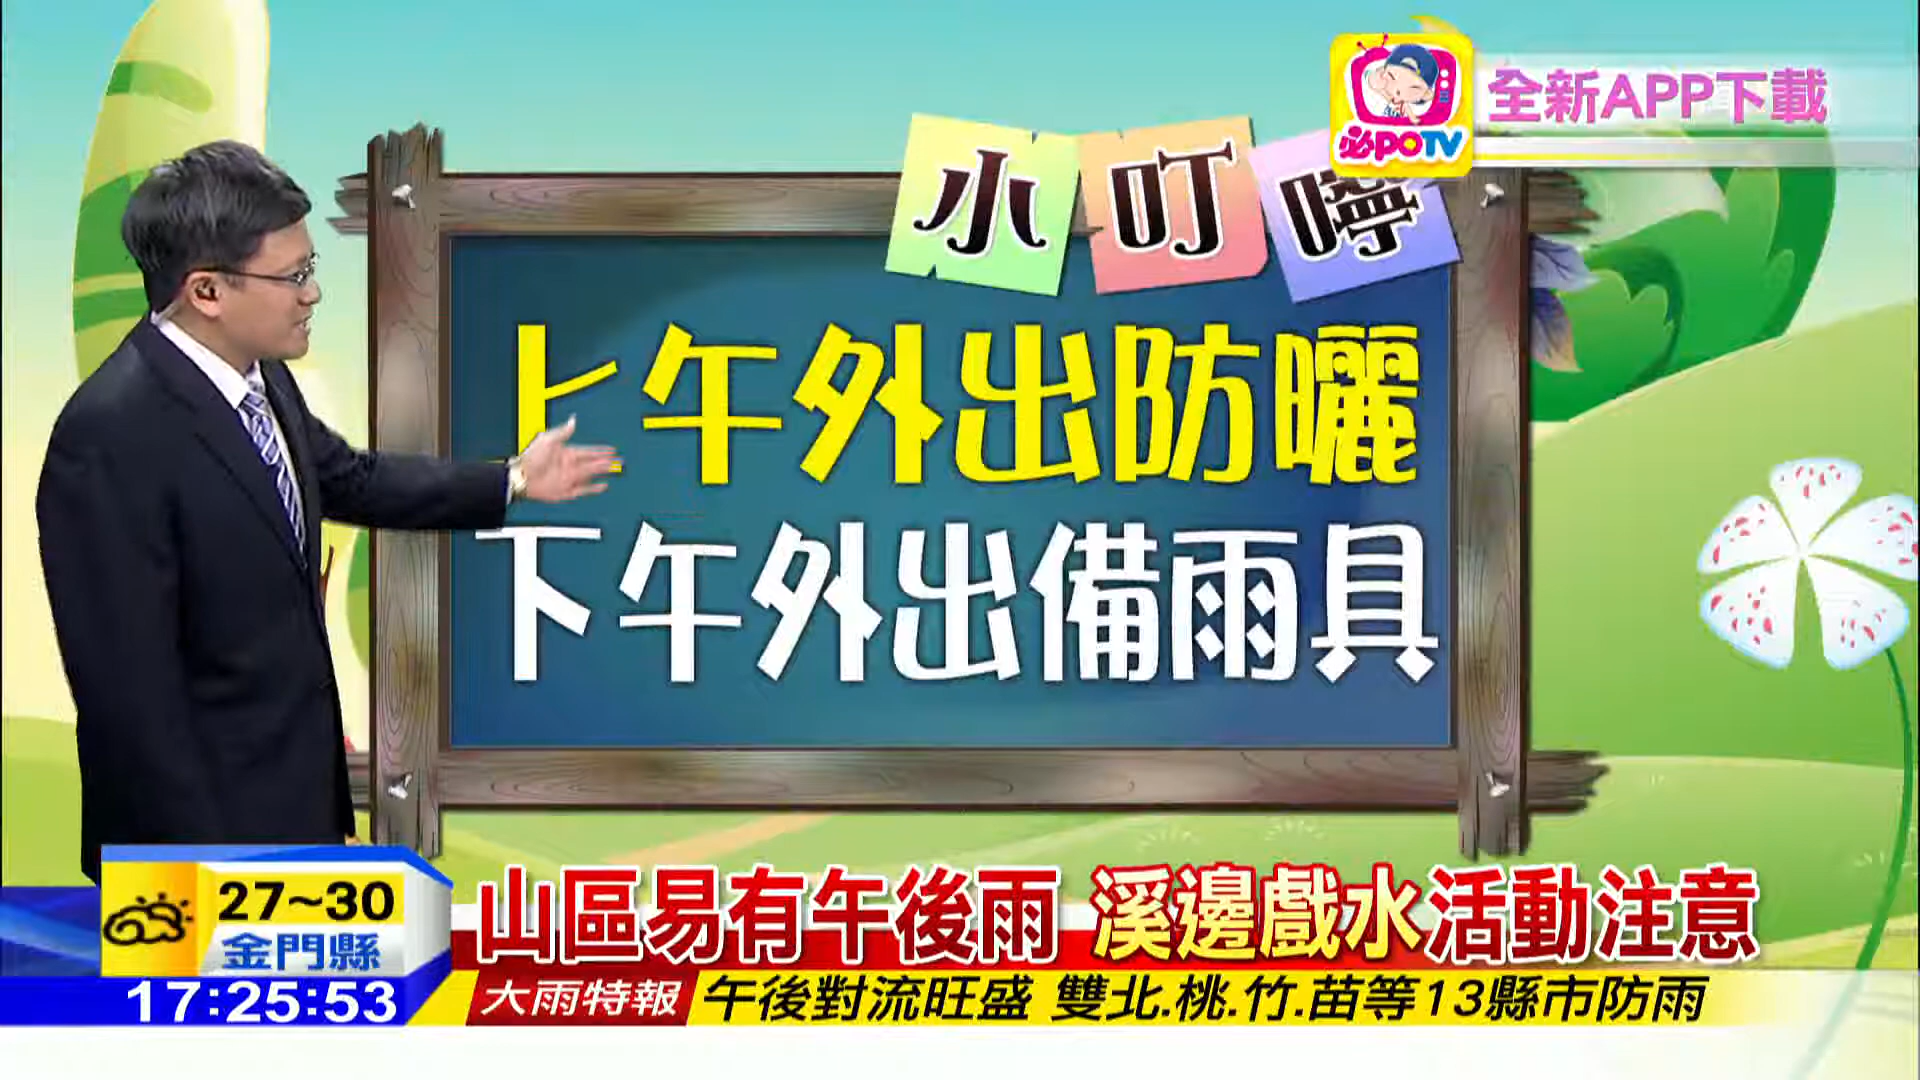 必POTV
全新APP下載
小叮嚀
上午外出防曬
下午外出備雨具
27~30
金門縣
17:25:53
山區易有午後雨 溪邊戲水活動注意
大雨特報 午後對流旺盛 雙北.桃.竹.苗等13縣市防雨